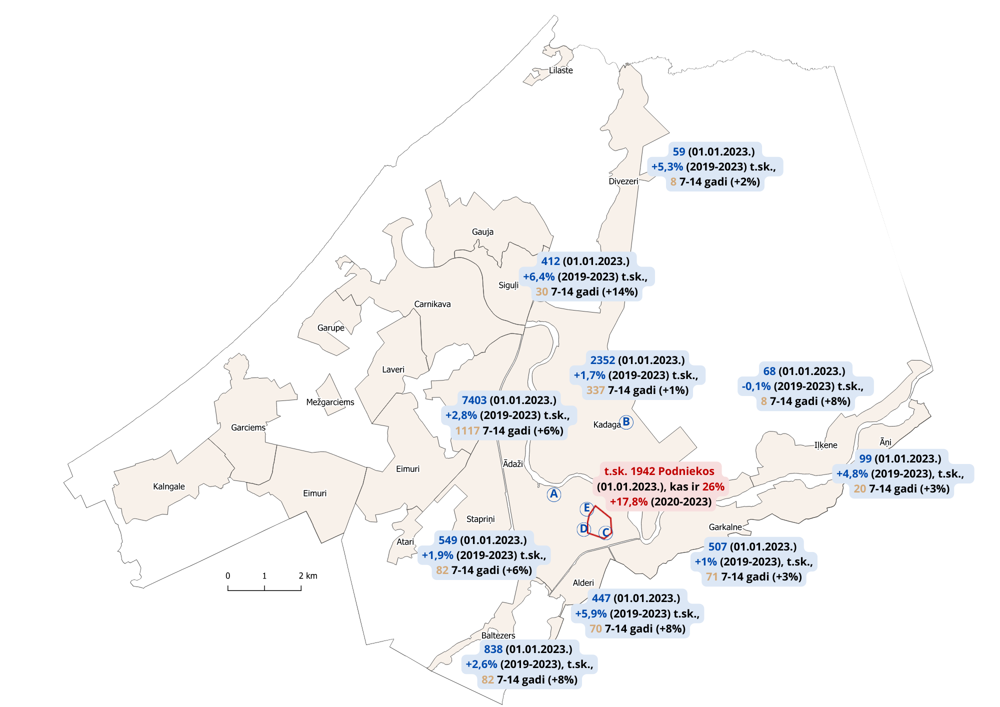 Lilaste
59 (01.01.2023.)
+5,3% (2019-2023) t.sk.,
8 7-14 gadi (+2%)
Divezeri
Gauja
412 (01.01.2023.)
+6,4% (2019-2023) t.sk.,
30 7-14 gadi (+14%)
Siguļi
Carnikava
Garupe
2352 (01.01.2023.)
+1,7% (2019-2023) t.sk.,
337 7-14 gadi (+1%)
68 (01.01.2023.)
-0,1% (2019-2023) t.sk.,
8 7-14 gadi (+8%)
Laveri
Mežgarciems
7403 (01.01.2023.)
+2,8% (2019-2023) t.sk.,
1117 7-14 gadi (+6%)
Kadaga
B
Garciems
Iļķene
Āņi
99 (01.01.2023.)
+4,8% (2019-2023), t.sk.,
20 7-14 gadi (+3%)
Ādaži
Eimuri
t.sk. 1942 Podniekos
(01.01.2023.), kas ir 26%
+17,8% (2020-2023)
Kalngale
Eimuri
A
E
D
C
Stapriņi
Garkalne
Atari
549 (01.01.2023.)
+1,9% (2019-2023) t.sk.,
82 7-14 gadi (+6%)
507 (01.01.2023.)
+1% (2019-2023), t.sk.,
71 7-14 gadi (+3%)
0 1 2 km
Alderi
447 (01.01.2023.)
+5,9% (2019-2023) t.sk.,
70 7-14 gadi (+8%)
Baltezers
838 (01.01.2023.)
+2,6% (2019-2023), t.sk.,
82 7-14 gadi (+8%)